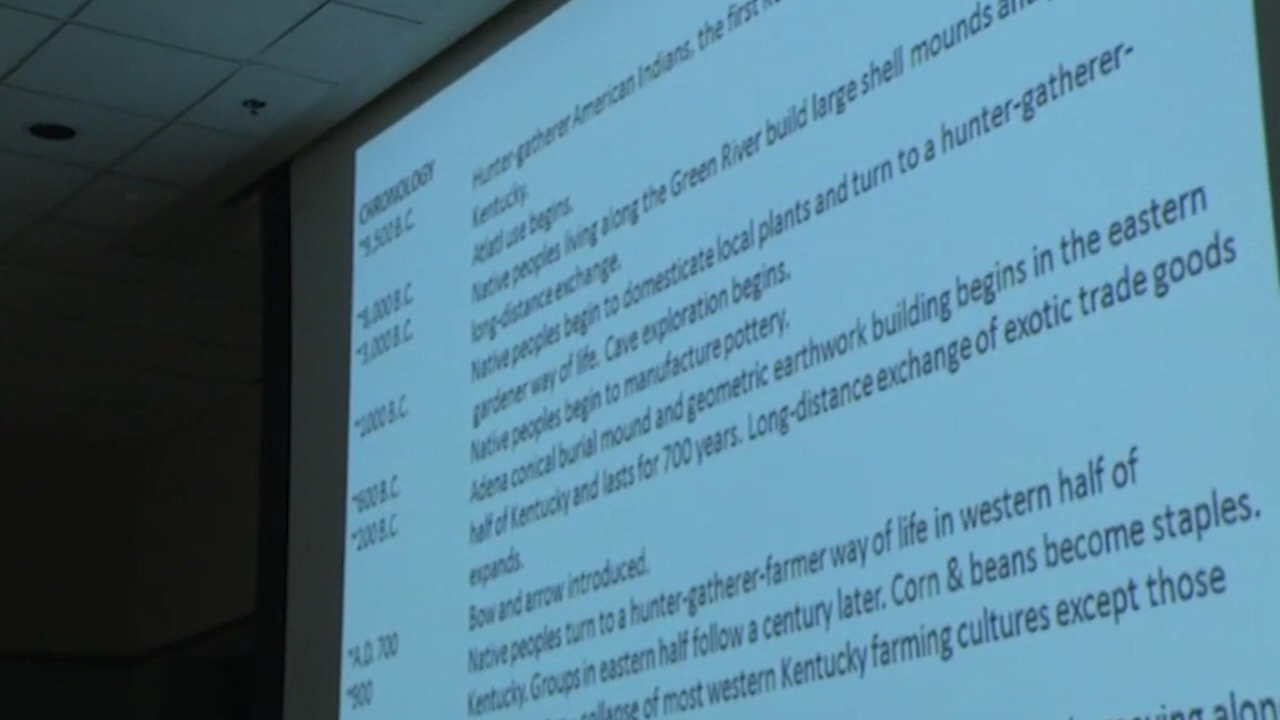 CHRONOLOGY
*9,500 B.C. Hunter-gatherer American Indians, the first
Kentucky.
*8,000 B.C. Atlatl use begins.
*3,000 B.C. Native peoples living along the Green River build large shell mounds and
long-distance exchange.
*1000 B.C. Native peoples begin to domesticate local plants and turn to a hunter-gatherer-
gardener way of life. Cave exploration begins.
*600 B.C. Native peoples begin to manufacture pottery.
*200 B.C. Adena conical burial mound and geometric earthwork building begins in the eastern
half of Kentucky and lasts for 700 years. Long-distance exchange of exotic trade goods
expands.
*A.D. 700 Bow and arrow introduced.
*900 Native peoples turn to a hunter-gatherer-farmer way of life in western half of
Kentucky. Groups in eastern half follow a century later. Corn & beans become staples.
collapse of most western Kentucky farming cultures except those